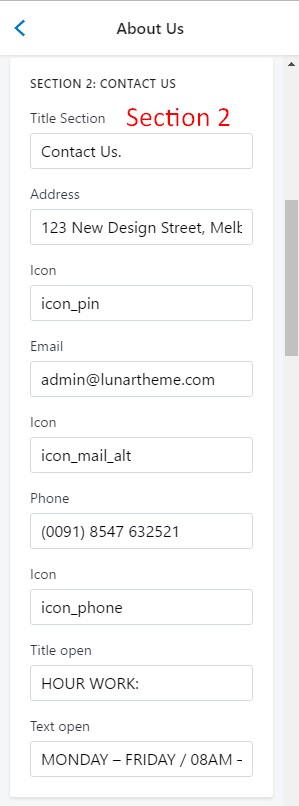 About Us
SECTION 2: CONTACT US
Title Section Section 2
Contact Us.
Address
123 New Design Street, Melb
Icon
icon_pin
Email
admin@lunartheme.com
Icon
icon_mail_alt
Phone
(0091) 8547 632521
Icon
icon_phone
Title open
HOUR WORK:
Text open
MONDAY – FRIDAY / 08AM –